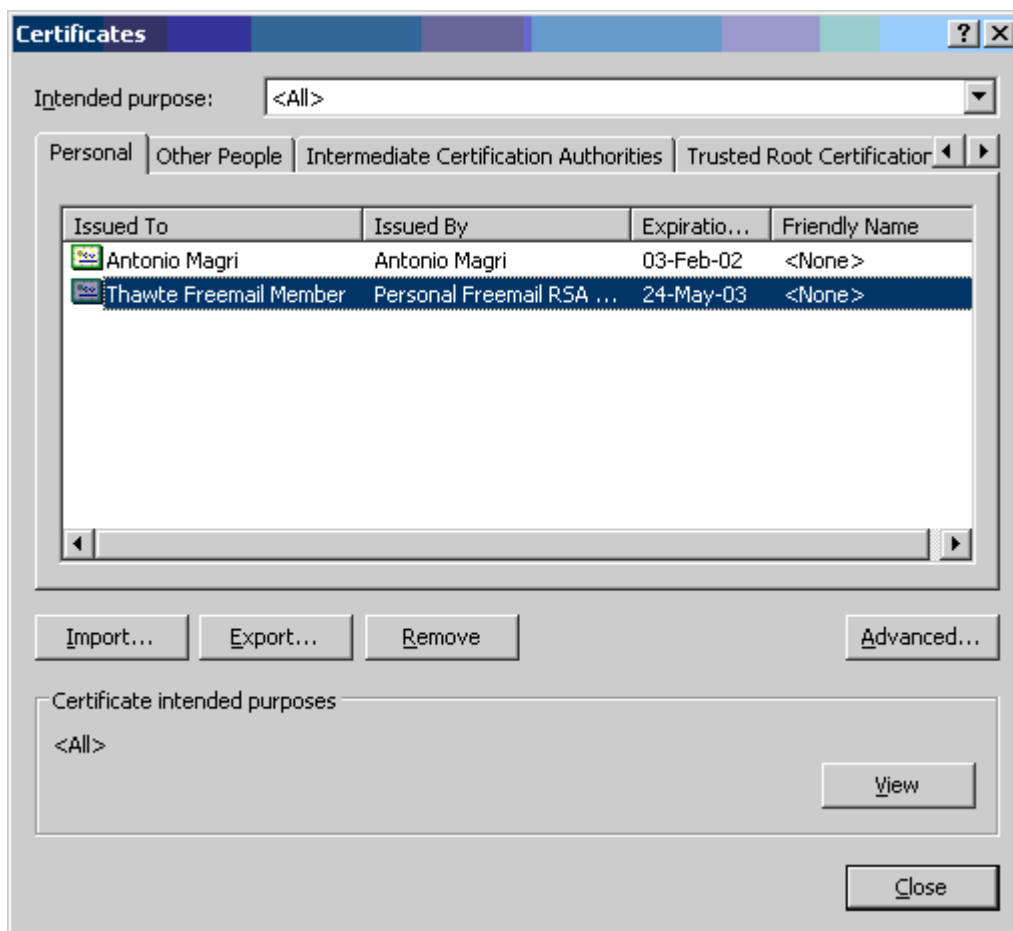 Certificates
Intended purpose: <All>
Personal Other People Intermediate Certification Authorities Trusted Root Certification
Issued To Issued By Expiratio... Friendly Name
Antonio Magri Antonio Magri 03-Feb-02 <None>
Thawte Freemail Member Personal Freemail RSA ... 24-May-03 <None>
Import... Export... Remove Advanced...
Certificate intended purposes
<All>
View
Close